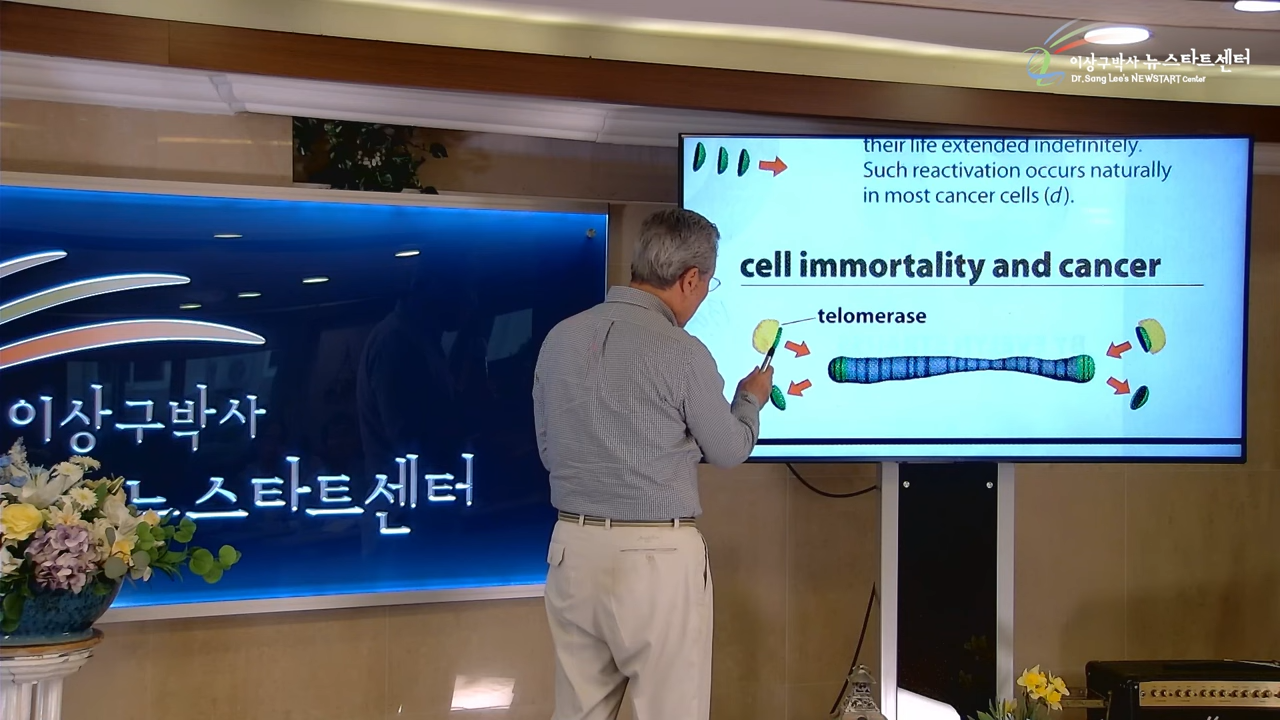 이상구박사 뉴스타트센터
Dr. Sang Lee's NEWSTART Center
their life extended indefinitely.
Such reactivation occurs naturally
in most cancer cells (d).
cell immortality and cancer
telomerase
이상구박사
뉴스타트센터